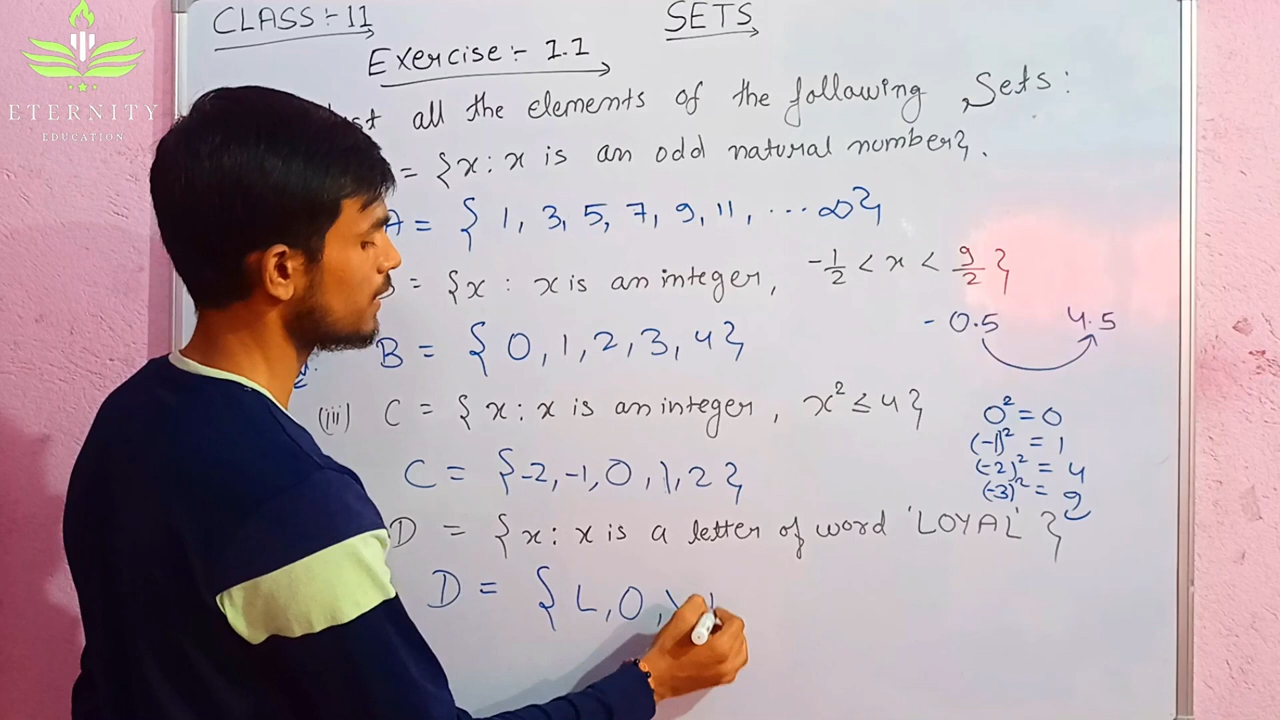 CLASS:- 11
SETS
Exercise:- 1.1
all the elements of the following Sets:
= {x: x is an odd natural number}.
A = { 1, 3, 5, 7, 9, 11, ... ∞},
= {x : x is an integer, -1/2 < x < 9/2 }
- 0.5 4.5
B = { 0, 1, 2, 3, 4 },
(iii) C = { x: x is an integer, x² ≤ 4 }
0² = 0
(-1)² = 1
(-2)² = 4
(-3)² = 9
C = {-2, -1, 0, 1, 2 },
D = {x: x is a letter of word 'LOYAL' }
D = { L, O,
ETERNITY
EDUCATION